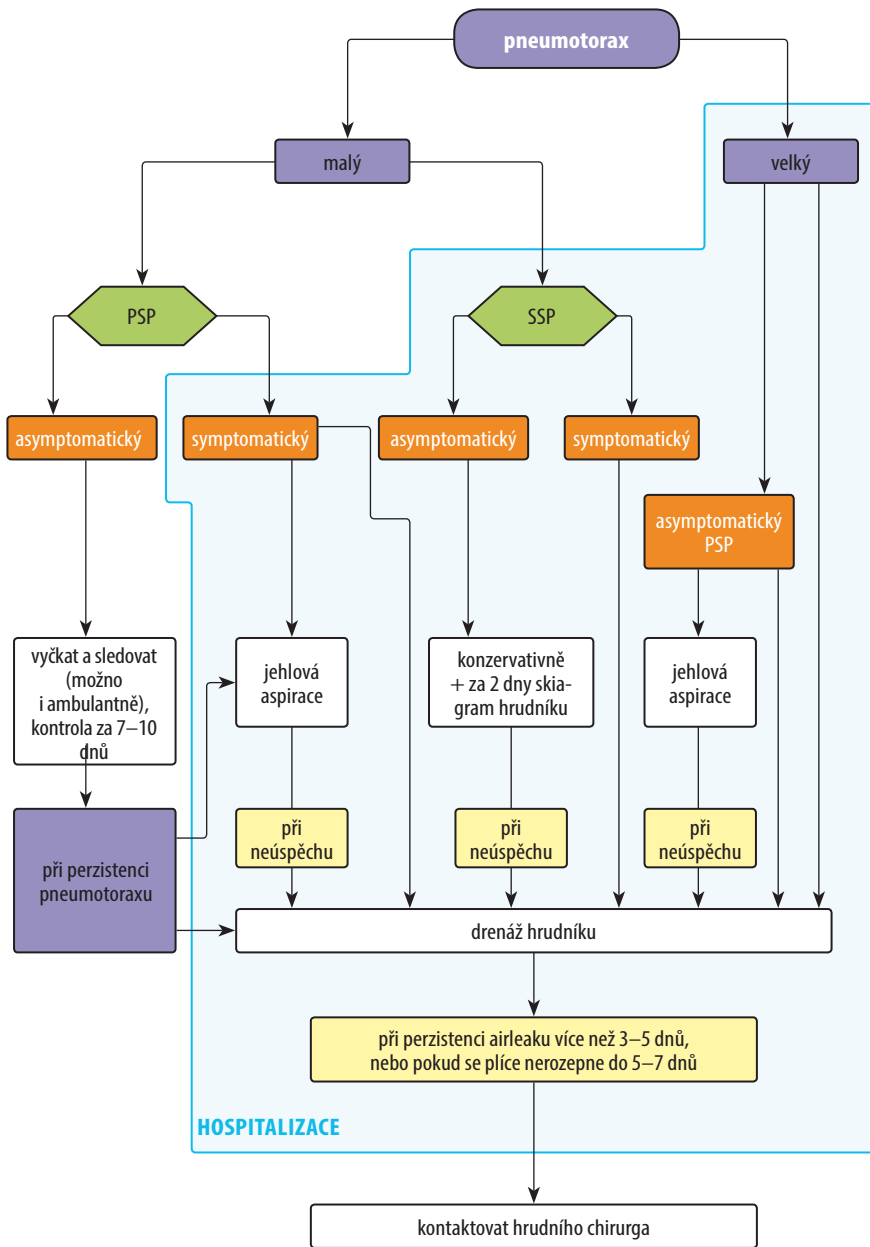 pneumotorax
malý
velký
PSP
SSP
asymptomatický
symptomatický
asymptomatický
symptomatický
asymptomatický
PSP
vyčkat a sledovat
(možno
i ambulantně),
kontrola za 7–10
dnů
jehlová
aspirace
konzervativně
+ za 2 dny skia-
gram hrudníku
jehlová
aspirace
při perzistenci
pneumotoraxu
při
neúspěchu
při
neúspěchu
při
neúspěchu
drenáž hrudníku
při perzistenci airleaku více než 3–5 dnů,
nebo pokud se plíce nerozepne do 5–7 dnů
HOSPITALIZACE
kontaktovat hrudního chirurga